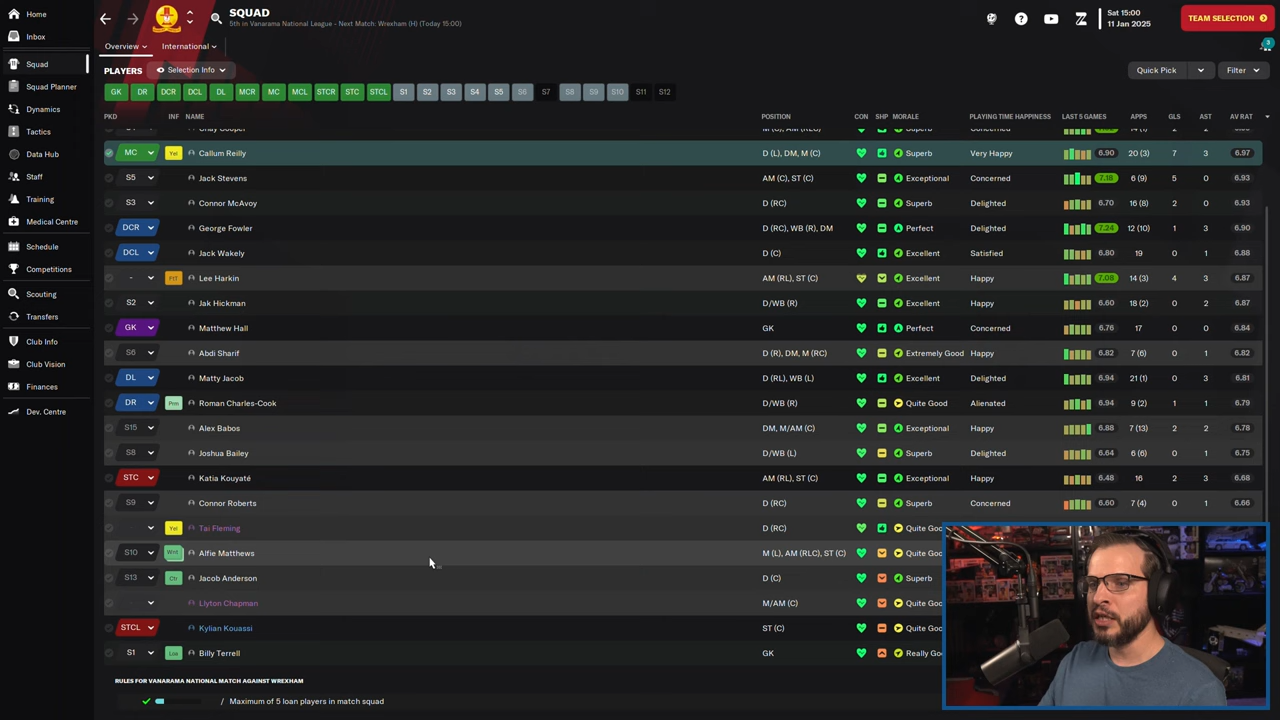 Home
Inbox
Squad
Squad Planner
Dynamics
Tactics
Data Hub
Staff
Training
Medical Centre
Schedule
Competitions
Scouting
Transfers
Club Info
Club Vision
Finances
Dev. Centre
SQUAD
5th in Vanarama National League - Next Match: Wrexham (H) (Today 15:00)
Sat 15:00
11 Jan 2025
TEAM SELECTION
Overview International
3
PLAYERS Selection Info Quick Pick Filter
GK DR DCR DCL DL MCR MC MCL STCR STC STCL S1 S2 S3 S4 S5 S6 S7 S8 S9 S10 S11 S12
PKD INF NAME POSITION CON SHP MORALE PLAYING TIME HAPPINESS LAST 5 GAMES APPS GLS AST AV RAT
MC Yel Callum Reilly D (L), DM, M (C) Superb Very Happy 6.90 20 (3) 7 3 6.97
S5 Jack Stevens AM (C), ST (C) Exceptional Concerned 7.18 6 (9) 5 0 6.93
S3 Connor McAvoy D (RC) Superb Delighted 6.70 16 (8) 2 0 6.93
DCR George Fowler D (RC), WB (R), DM Perfect Delighted 7.24 12 (10) 1 3 6.90
DCL Jack Wakely D (C) Excellent Satisfied 6.80 19 0 1 6.88
- Lee Harkin AM (RL), ST (C) Excellent Happy 7.08 14 (3) 4 3 6.87
S2 Jak Hickman D/WB (R) Excellent Happy 6.60 18 (2) 0 2 6.87
GK Matthew Hall GK Perfect Concerned 6.76 17 0 0 6.84
S6 Abdi Sharif D (R), DM, M (RC) Extremely Good Happy 6.82 7 (6) 0 1 6.82
DL Matty Jacob D (RL), WB (L) Excellent Delighted 6.94 21 (1) 0 3 6.81
DR Prm Roman Charles-Cook D/WB (R) Quite Good Alienated 6.94 9 (2) 1 1 6.79
S15 Alex Babos DM, M/AM (C) Exceptional Happy 6.88 7 (13) 2 2 6.78
S8 Joshua Bailey D/WB (L) Superb Delighted 6.64 6 (6) 0 1 6.75
STC Katia Kouyaté AM (RL), ST (C) Exceptional Happy 6.48 16 2 3 6.68
S9 Connor Roberts D (RC) Superb Concerned 6.60 7 (4) 0 1 6.66
Yel Tai Fleming D (RC)
S10 Wnt Alfie Matthews M (L), AM (RLC), ST (C)
S13 Jacob Anderson D (C) Superb
Llyton Chapman M/AM (C)
STCL Kylian Kouassi ST (C)
S1 Loa Billy Terrell GK
RULES FOR VANARAMA NATIONAL MATCH AGAINST WREXHAM
/ Maximum of 5 loan players in match squad